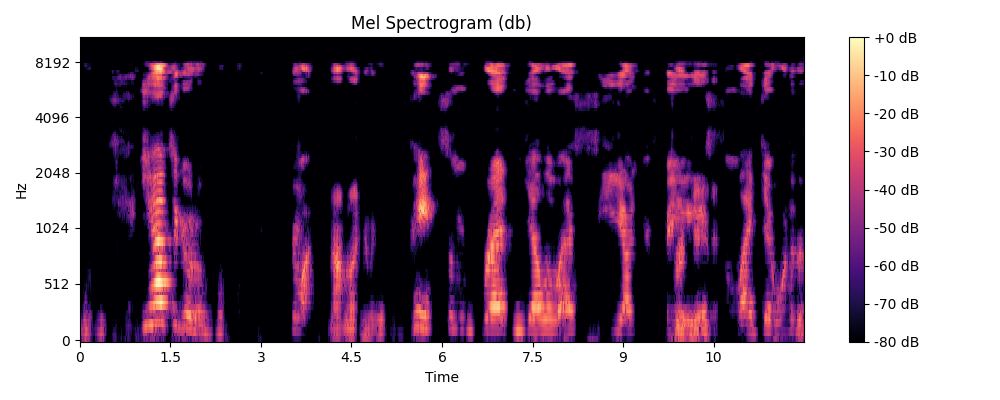 Mel Spectrogram (db)
8192
4096
2048
1024
512
0
Hz
0 1.5 3 4.5 6 7.5 9 10
Time
+0 dB
-10 dB
-20 dB
-30 dB
-40 dB
-50 dB
-60 dB
-70 dB
-80 dB